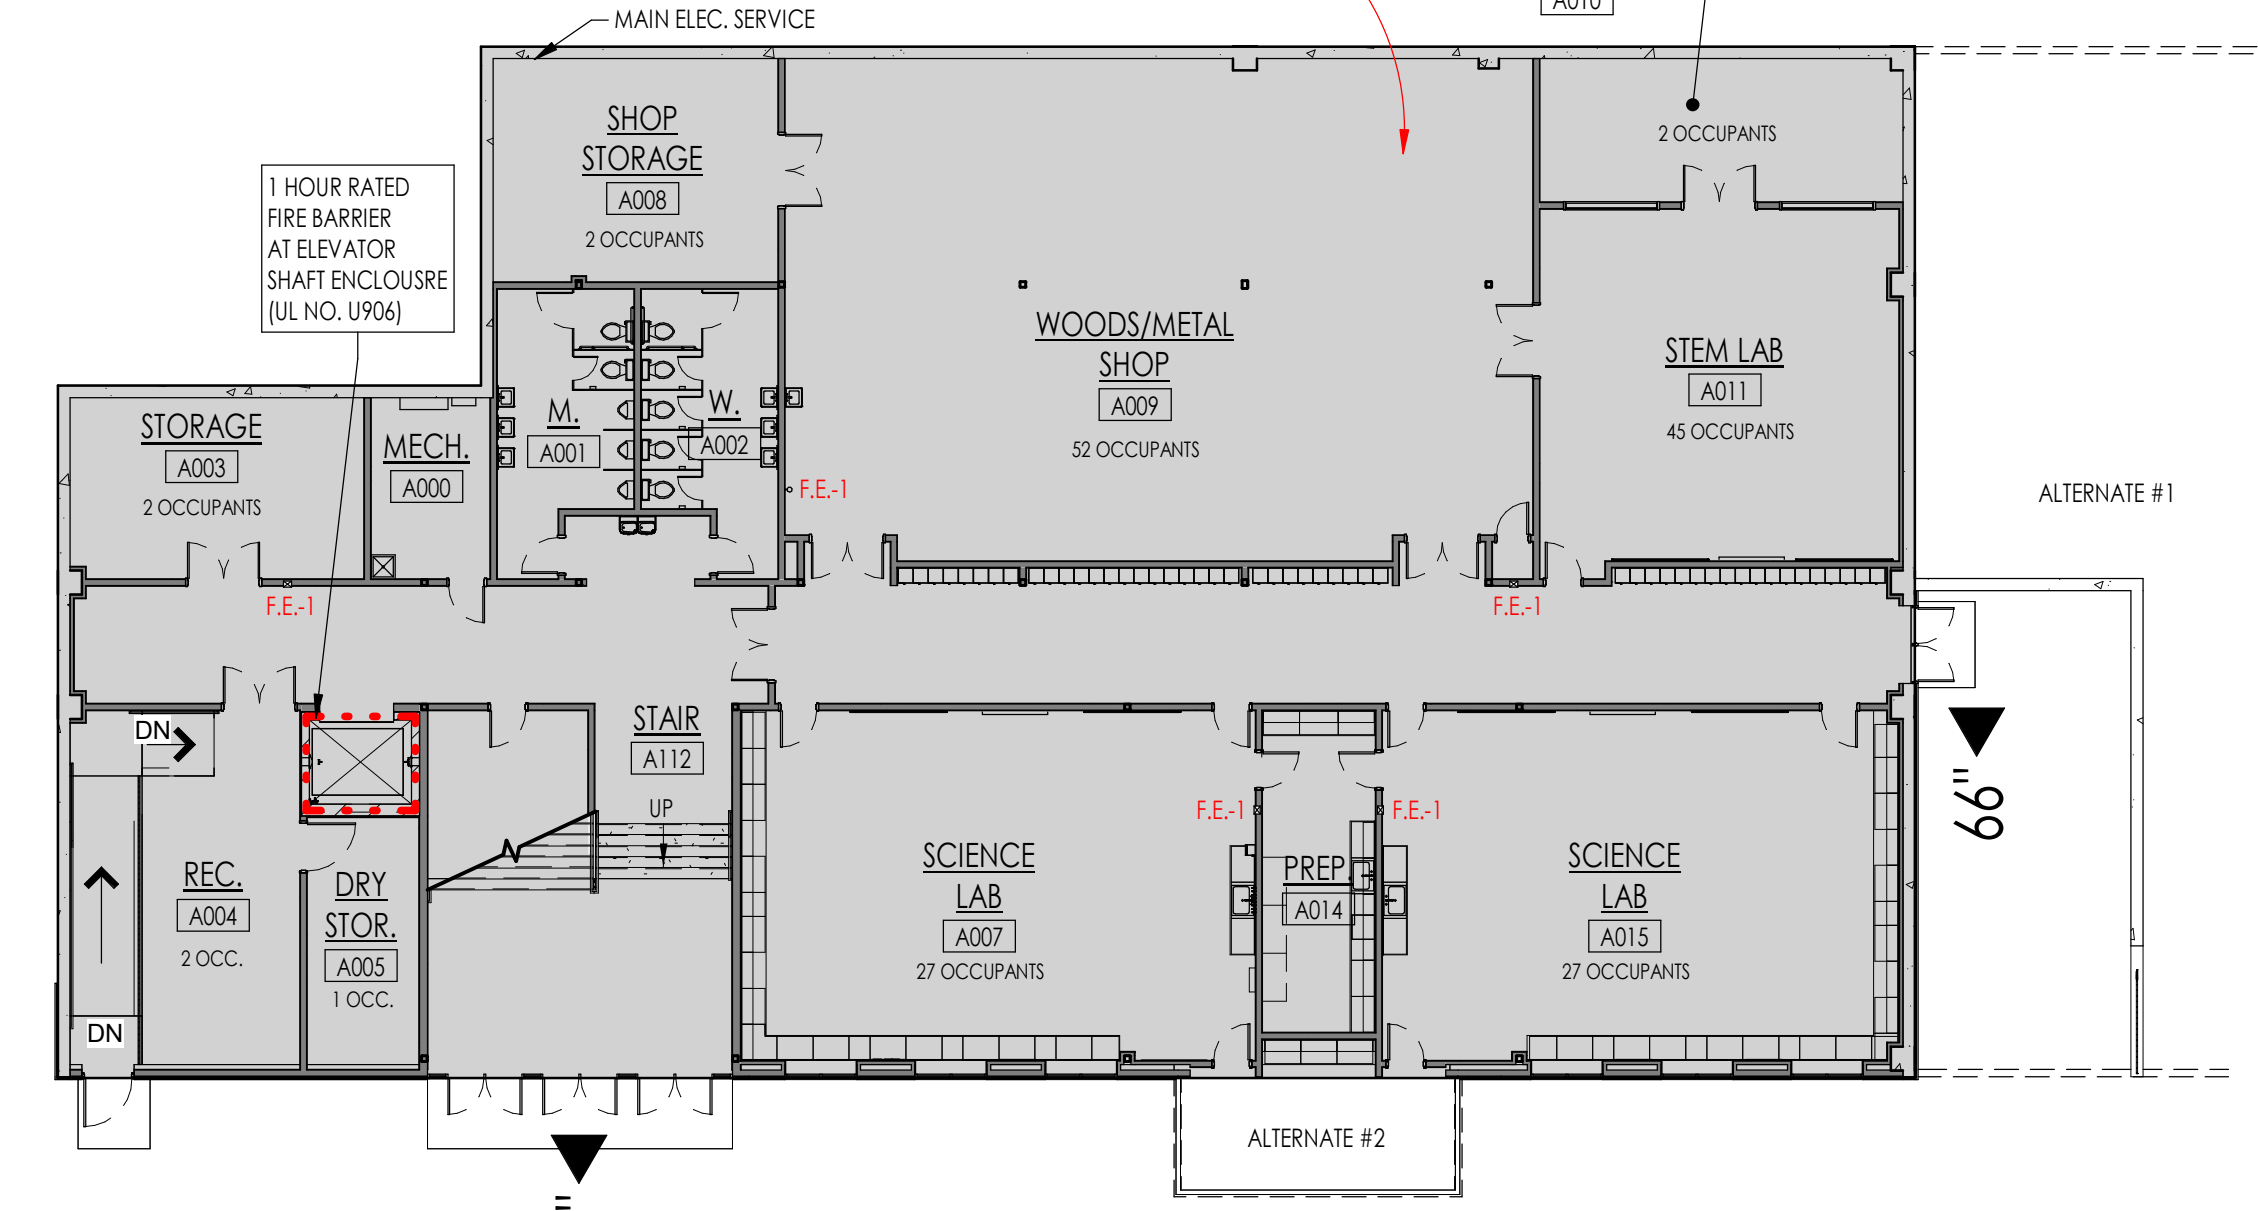 MAIN ELEC. SERVICE
A010
2 OCCUPANTS
SHOP
STORAGE
A008
2 OCCUPANTS
1 HOUR RATED
FIRE BARRIER
AT ELEVATOR
SHAFT ENCLOUSRE
(UL NO. U906)
WOODS/METAL
SHOP
A009
52 OCCUPANTS
STEM LAB
A011
45 OCCUPANTS
STORAGE
A003
2 OCCUPANTS
MECH.
A000
M.
A001
W.
A002
F.E.-1
ALTERNATE #1
F.E.-1
F.E.-1
DN
STAIR
A112
UP
66"
F.E.-1
F.E.-1
REC.
A004
2 OCC.
DRY
STOR.
A005
1 OCC.
SCIENCE
LAB
A007
27 OCCUPANTS
PREP
A014
SCIENCE
LAB
A015
27 OCCUPANTS
DN
ALTERNATE #2
"